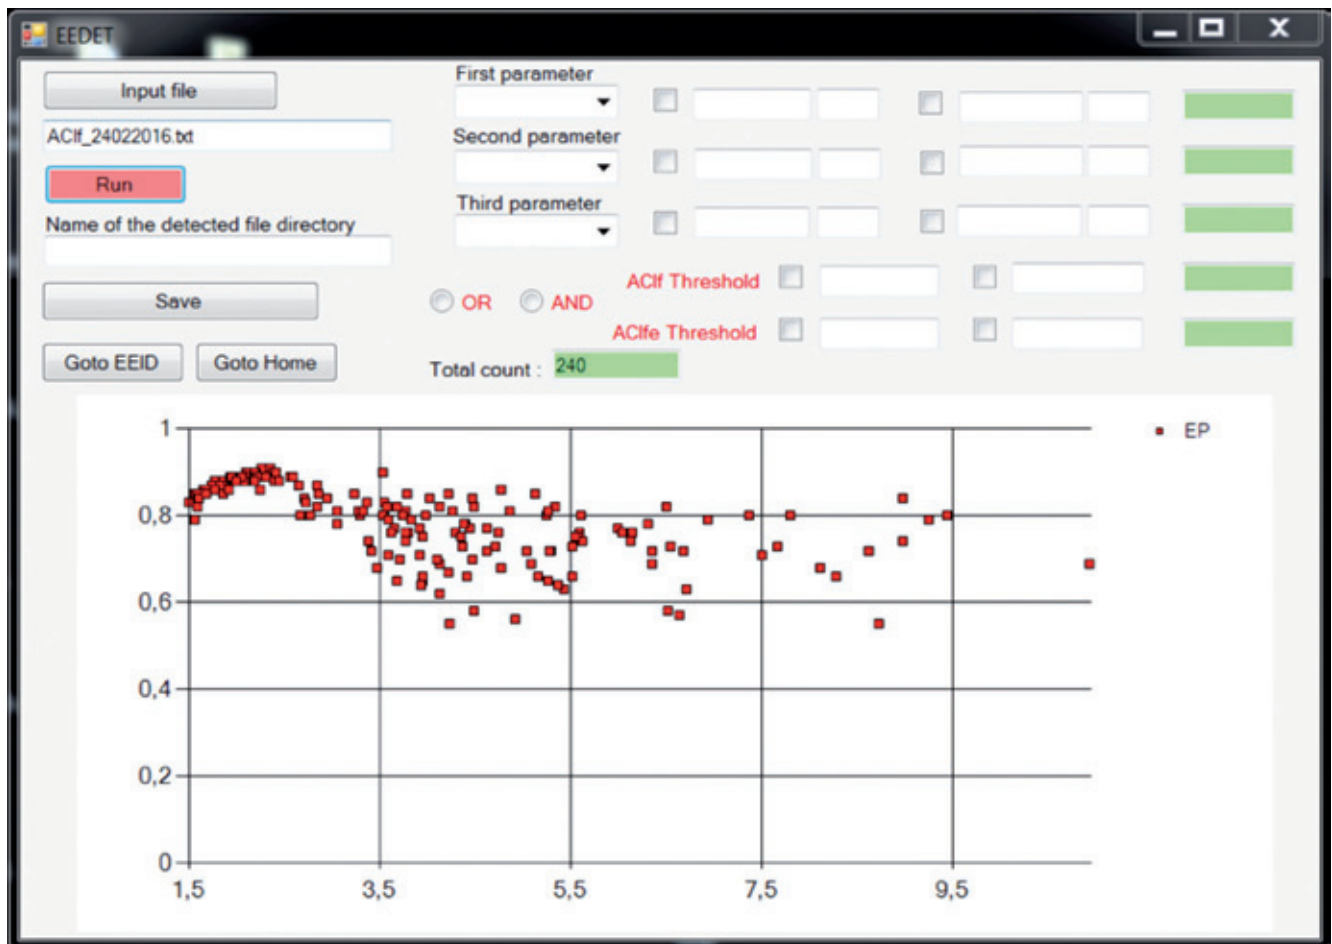 EEDET
Input file
ACIf_24022016.txt
Run
Name of the detected file directory
Save
Goto EEID
Goto Home
First parameter
Second parameter
Third parameter
ACIf Threshold
OR
AND
ACIfe Threshold
Total count : 240
EP
1
0,8
0,6
0,4
0,2
0
1,5
3,5
5,5
7,5
9,5